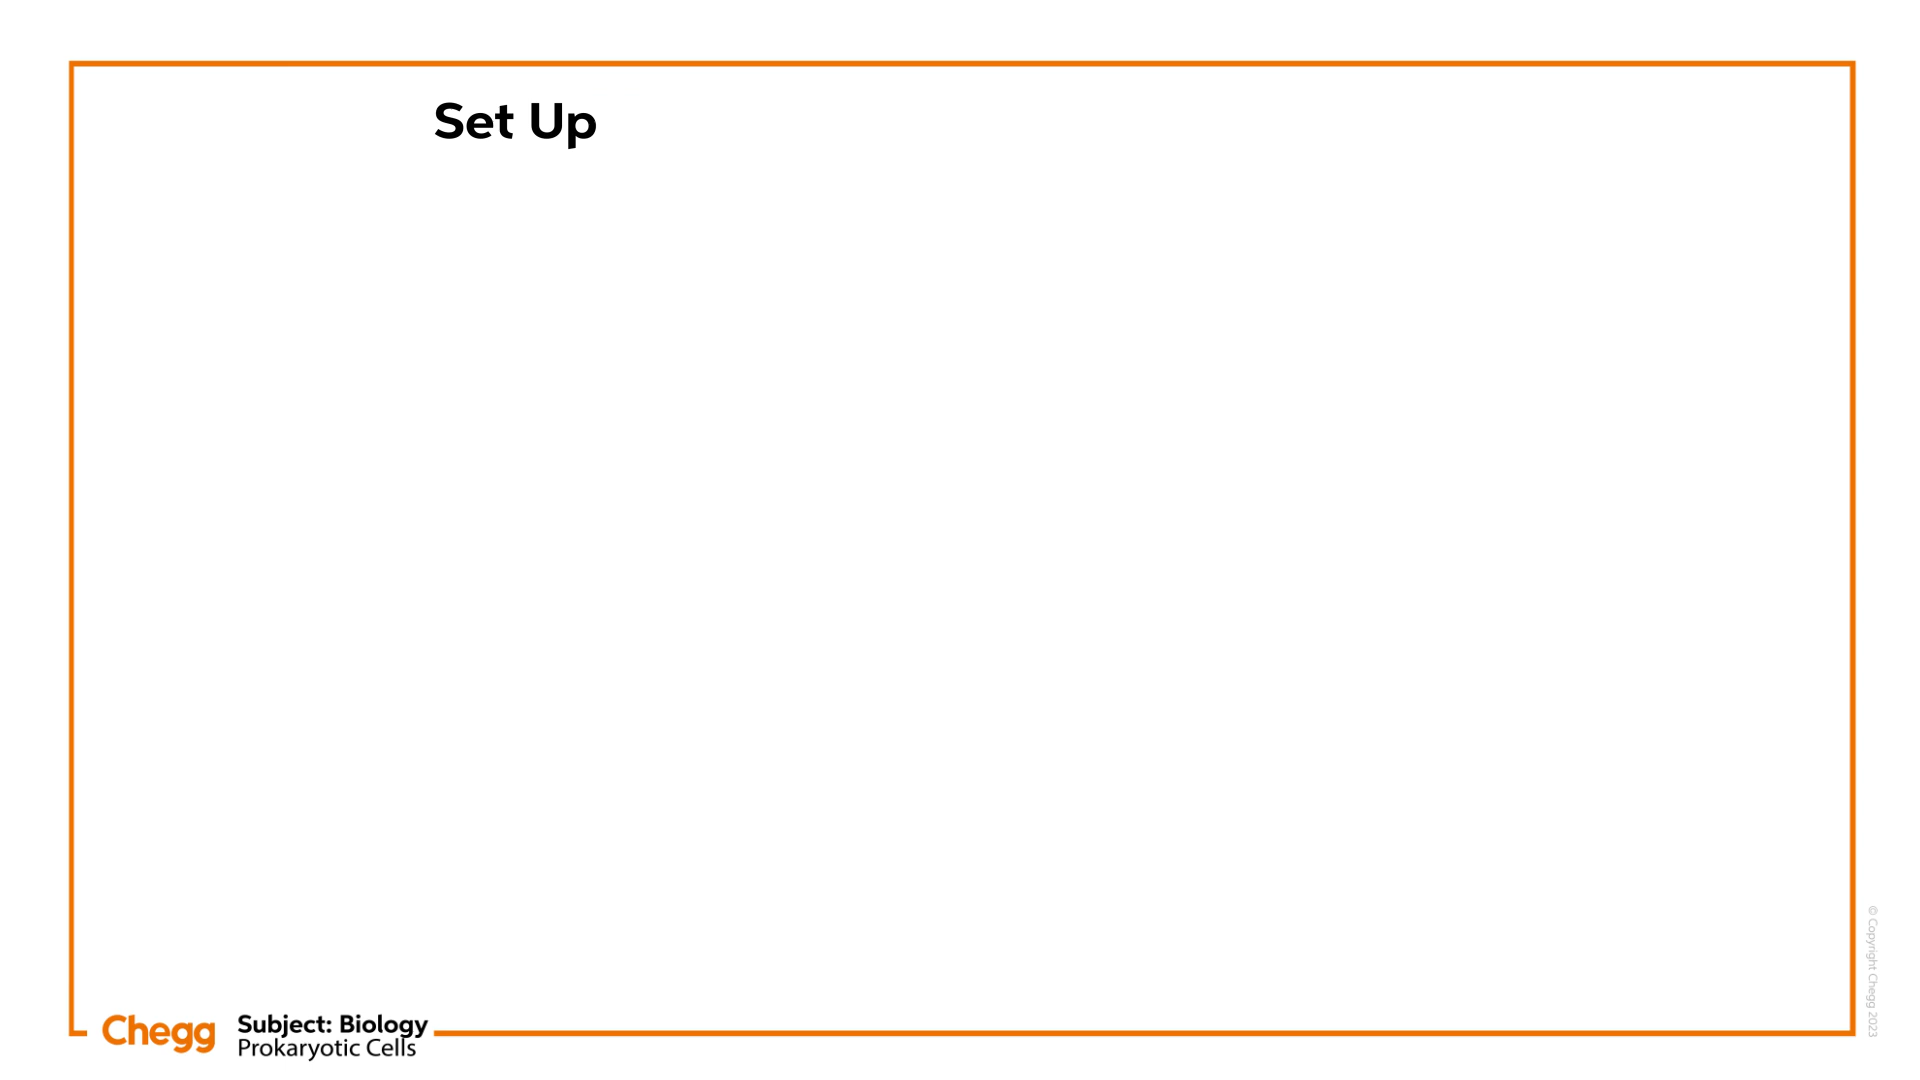 Set Up
Chegg
Subject: Biology
Prokaryotic Cells
© Copyright Chegg 2023